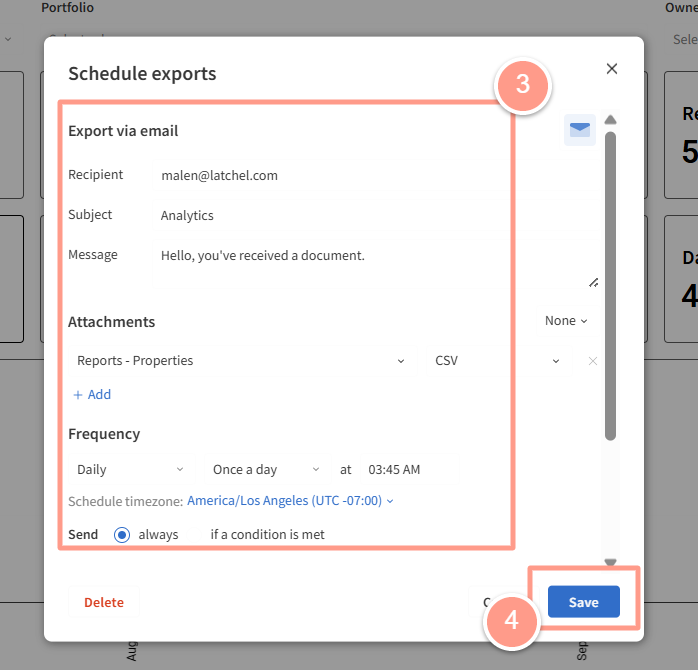 Portfolio
Owne
Sele
Schedule exports
3
Export via email
Recipient malen@latchel.com
Subject Analytics
Message Hello, you've received a document.
Attachments None
Reports - Properties CSV
+ Add
Frequency
Daily Once a day at 03:45 AM
Schedule timezone: America/Los Angeles (UTC -07:00)
Send always if a condition is met
Delete
4
Save
Re
5
Da
4
Aug
Sep